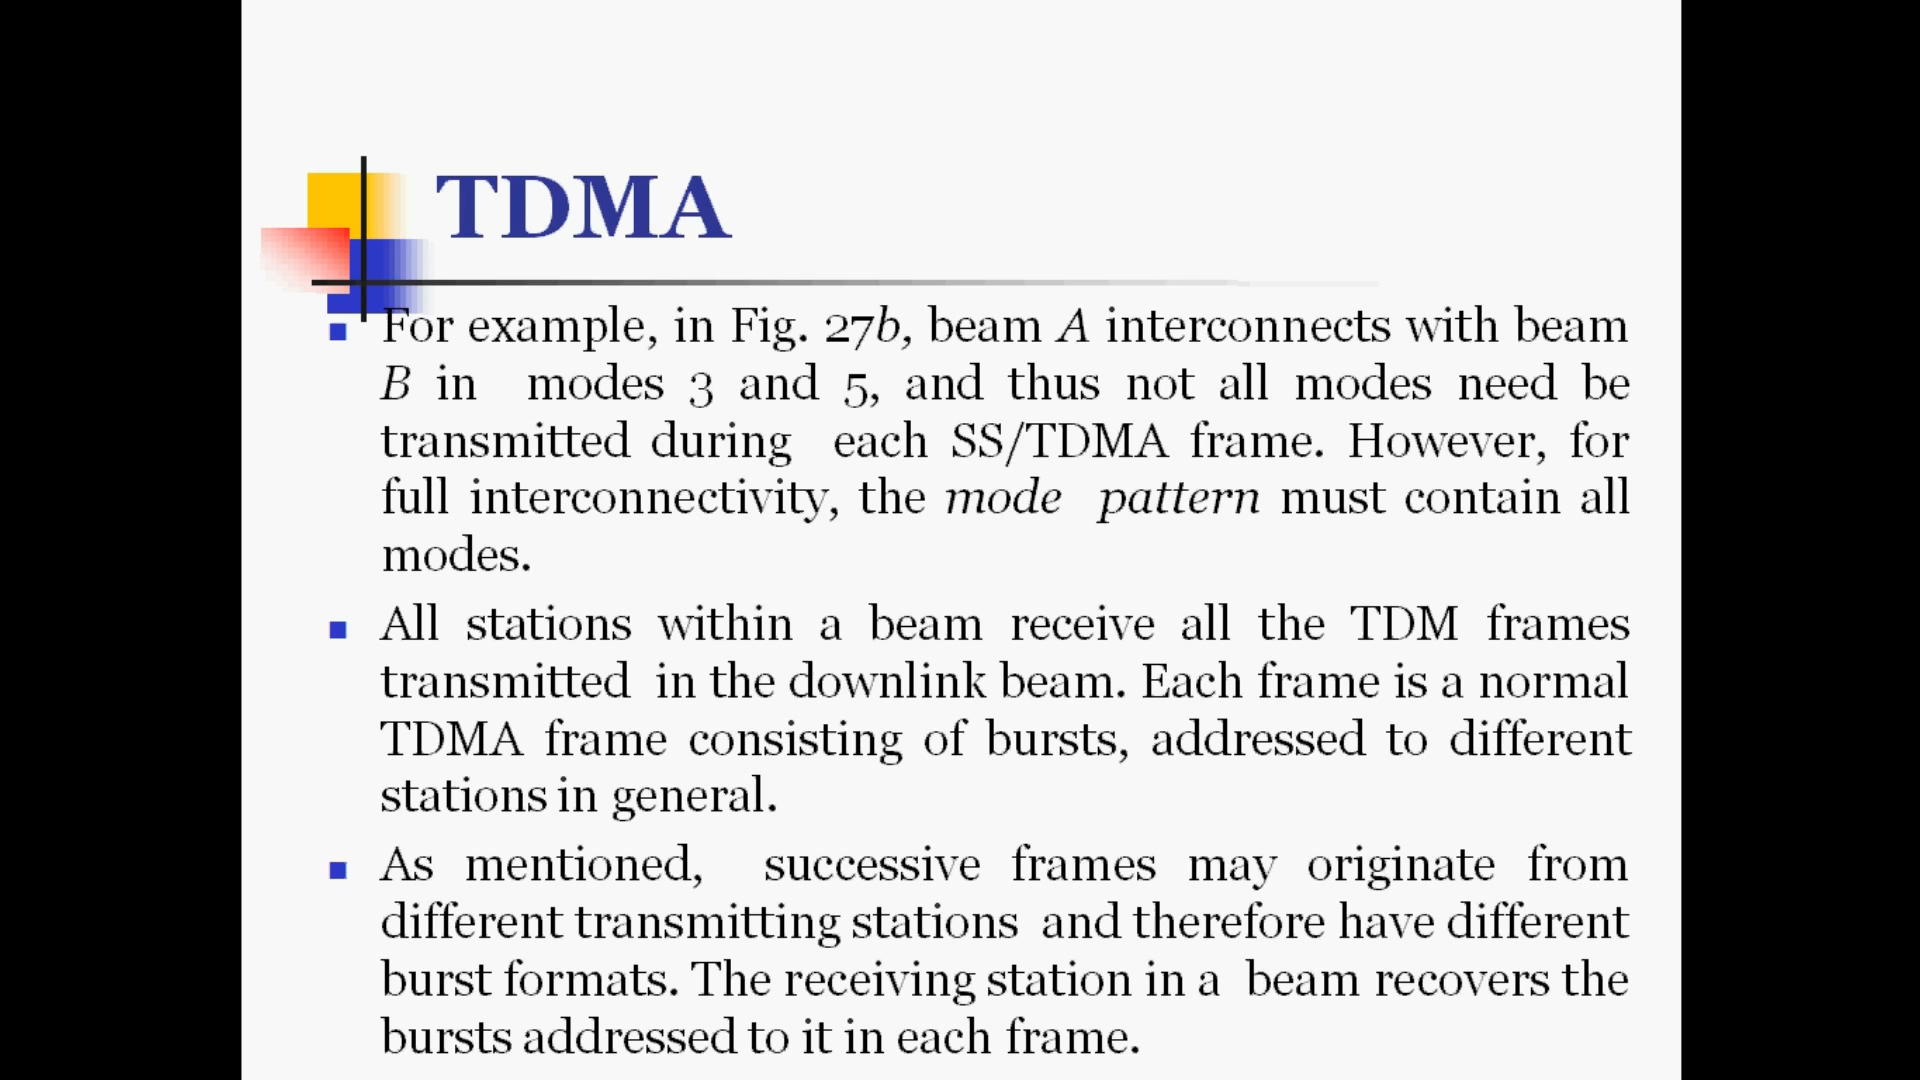 TDMA
For example, in Fig. 27b, beam A interconnects with beam
B in modes 3 and 5, and thus not all modes need be
transmitted during each SS/TDMA frame. However, for
full interconnectivity, the mode pattern must contain all
modes.
All stations within a beam receive all the TDM frames
transmitted in the downlink beam. Each frame is a normal
TDMA frame consisting of bursts, addressed to different
stations in general.
As mentioned, successive frames may originate from
different transmitting stations and therefore have different
burst formats. The receiving station in a beam recovers the
bursts addressed to it in each frame.